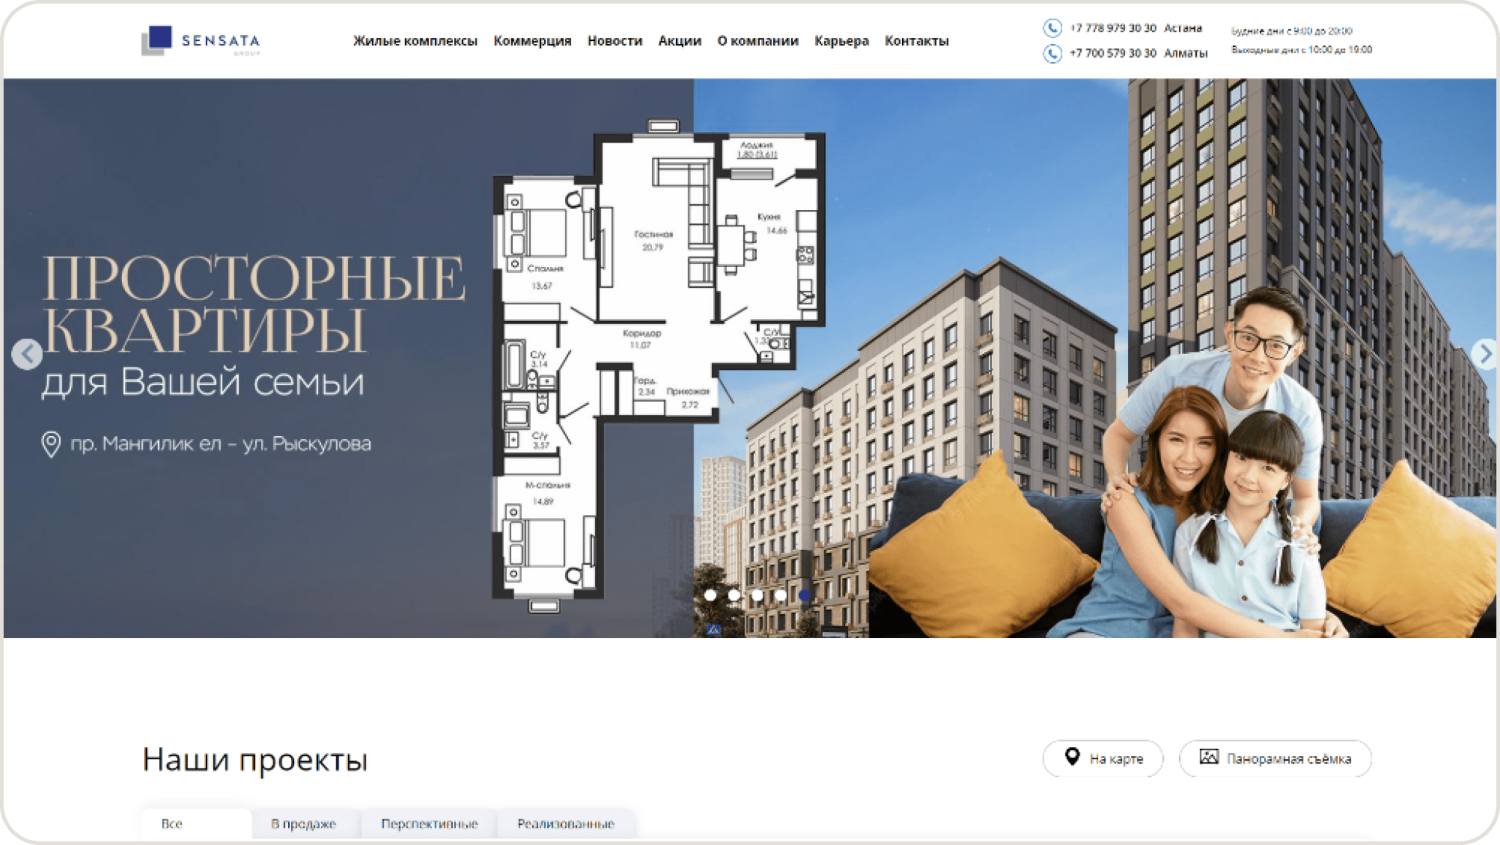 SENSATA
GROUP
Жилые комплексы Коммерция Новости Акции О компании Карьера Контакты
+7 778 979 30 30 Астана
+7 700 579 30 30 Алматы
Будние дни с 9:00 до 20:00
Выходные дни с 10:00 до 19:00
ПРОСТОРНЫЕ
КВАРТИРЫ
для Вашей семьи
пр. Мангилик ел – ул. Рыскулова
Лоджия
1.80 (3.61)
Кухня
14.66
Гостиная
20.79
Спальня
13.67
Коридор
11.07
С/У
С/у
3.14
Гард.
2.34
Прихожая
2.72
С/у
3.57
М-спальня
14.89
Наши проекты
На карте
Панорамная съёмка
Все
В продаже
Перспективные
Реализованные